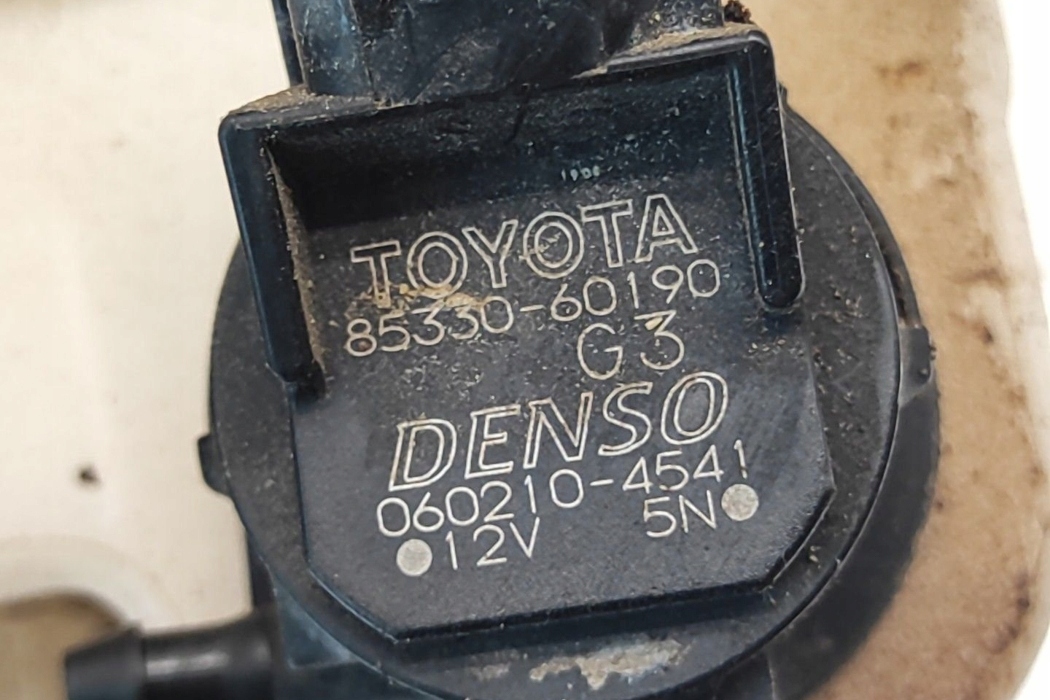 TOYOTA
85330-60190
G3
DENSO
060210-4541
12V 5N